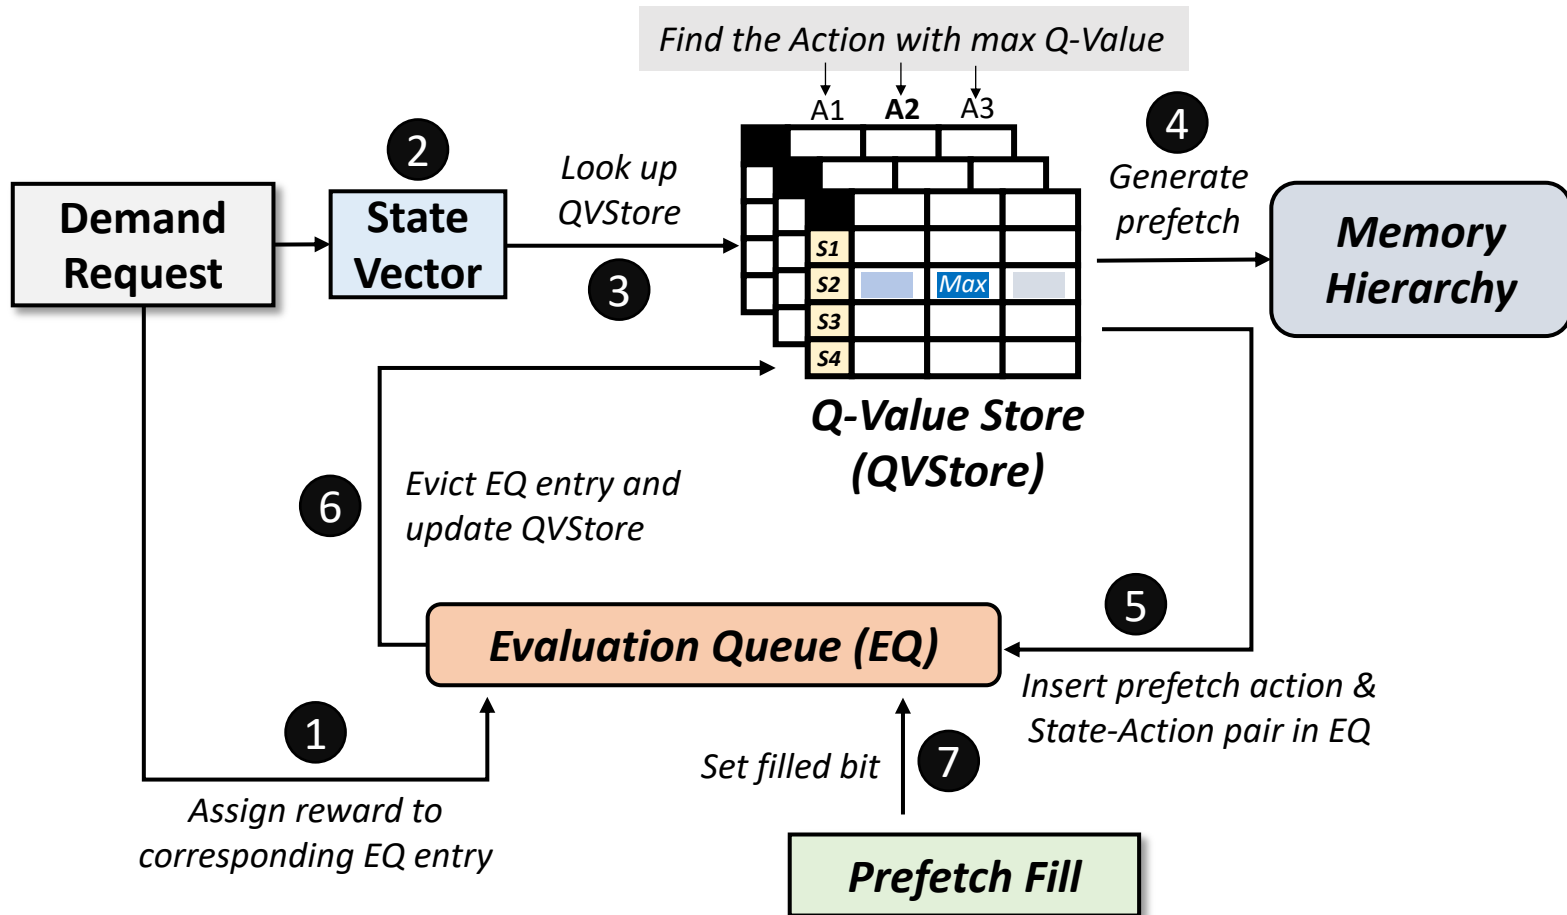 Find the Action with max Q-Value
A1 A2 A3
2
4
Demand
Request
State
Vector
Look up
QVStore
3
S1
S2 Max
S3
S4
Generate
prefetch
Memory
Hierarchy
Q-Value Store
(QVStore)
6
Evict EQ entry and
update QVStore
5
Evaluation Queue (EQ)
Insert prefetch action &
State-Action pair in EQ
1
Assign reward to
corresponding EQ entry
Set filled bit
7
Prefetch Fill